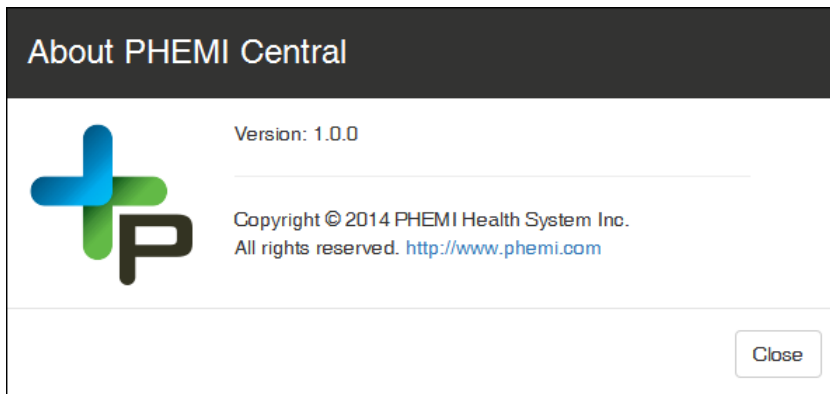 About PHEMI Central
Version: 1.0.0
Copyright © 2014 PHEMI Health System Inc.
All rights reserved. http://www.phemi.com
P
Close